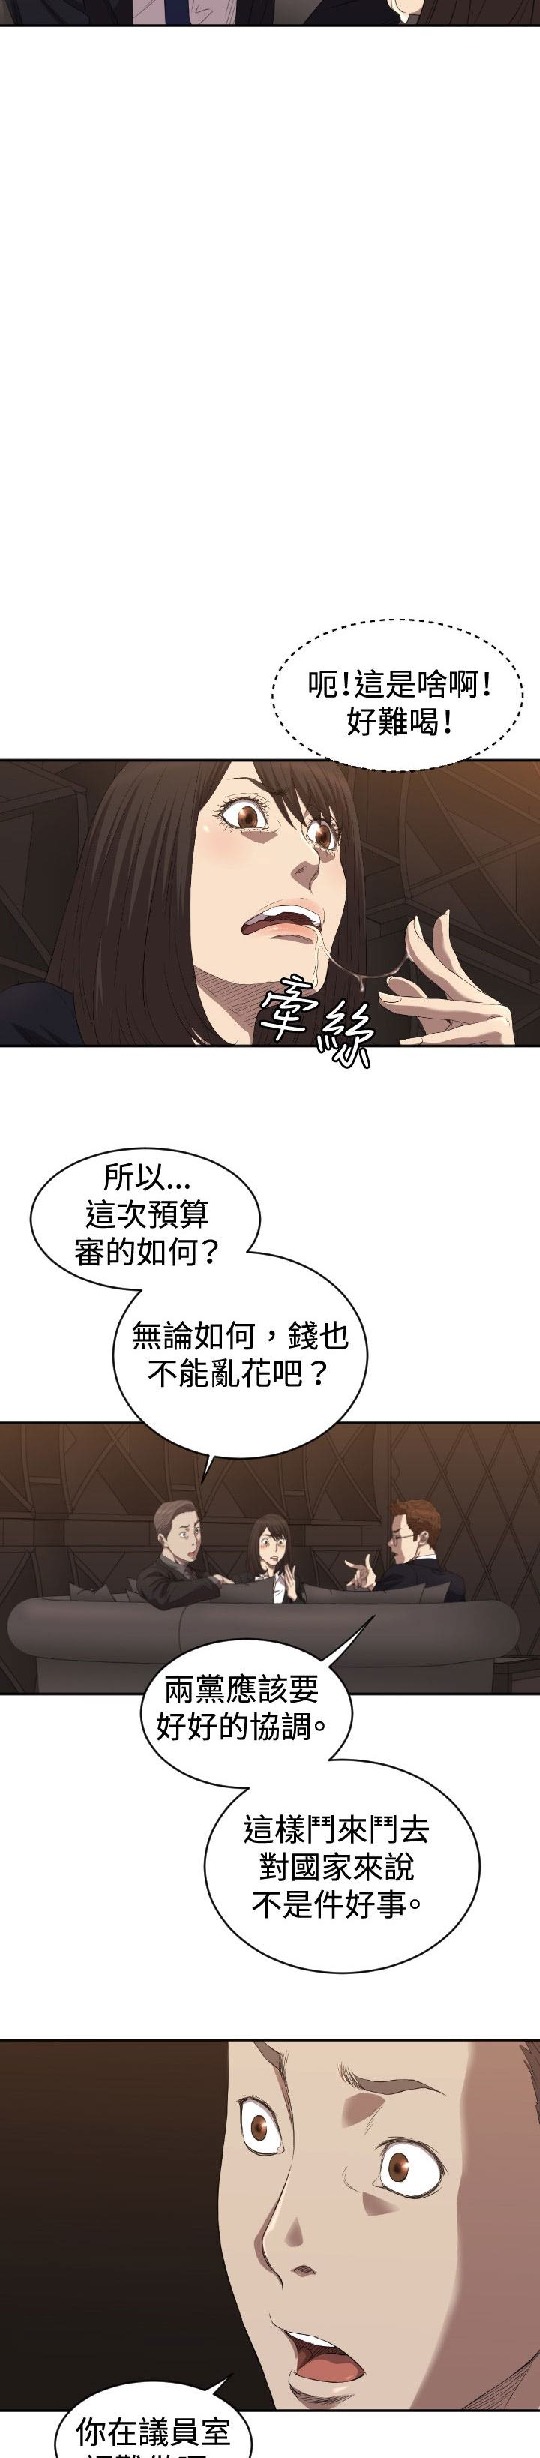 呃!這是啥啊!
好難喝!
牽絲
所以...
這次預算
審的如何?
無論如何，錢也
不能亂花吧？
兩黨應該要
好好的協調。
這樣鬥來鬥去
對國家來說
不是件好事。
你在議員室